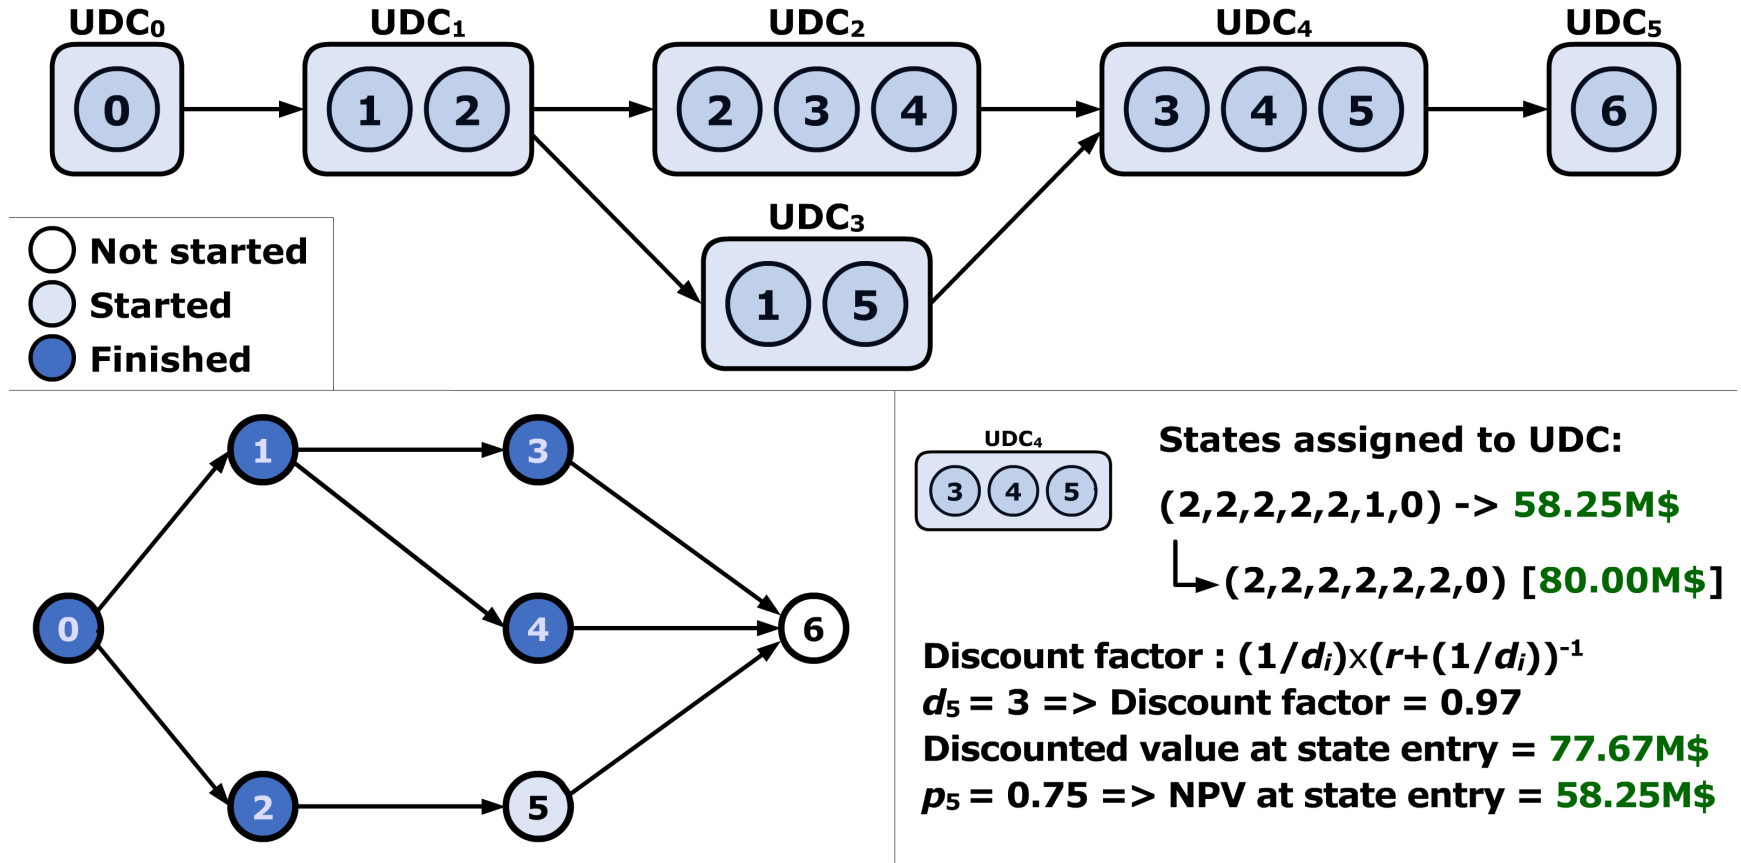 UDC₀ UDC₁ UDC₂ UDC₄ UDC₅
0 1 2 2 3 4 3 4 5 6
UDC₃
1 5
Not started
Started
Finished
1 3
0 4 6
2 5
UDC₄
3 4 5
States assigned to UDC:
(2,2,2,2,2,1,0) -> 58.25M$
(2,2,2,2,2,2,0) [80.00M$]
Discount factor : (1/dᵢ)x(r+(1/dᵢ))⁻¹
d₅ = 3 => Discount factor = 0.97
Discounted value at state entry = 77.67M$
p₅ = 0.75 => NPV at state entry = 58.25M$